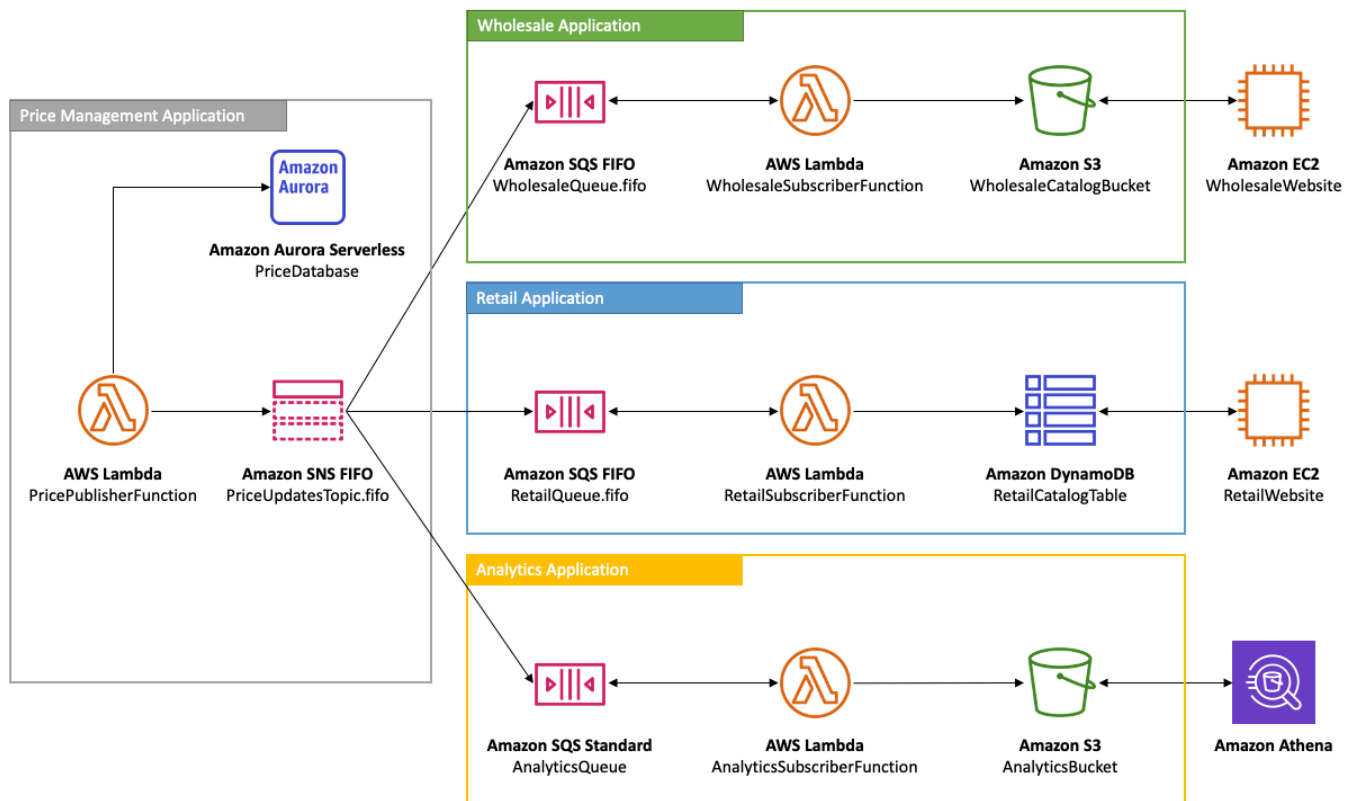 Price Management Application
Amazon
Aurora
Amazon Aurora Serverless
PriceDatabase
AWS Lambda
PricePublisherFunction
Amazon SNS FIFO
PriceUpdatesTopic.fifo
Wholesale Application
Amazon SQS FIFO
WholesaleQueue.fifo
AWS Lambda
WholesaleSubscriberFunction
Amazon S3
WholesaleCatalogBucket
Amazon EC2
WholesaleWebsite
Retail Application
Amazon SQS FIFO
RetailQueue.fifo
AWS Lambda
RetailSubscriberFunction
Amazon DynamoDB
RetailCatalogTable
Amazon EC2
RetailWebsite
Analytics Application
Amazon SQS Standard
AnalyticsQueue
AWS Lambda
AnalyticsSubscriberFunction
Amazon S3
AnalyticsBucket
Amazon Athena